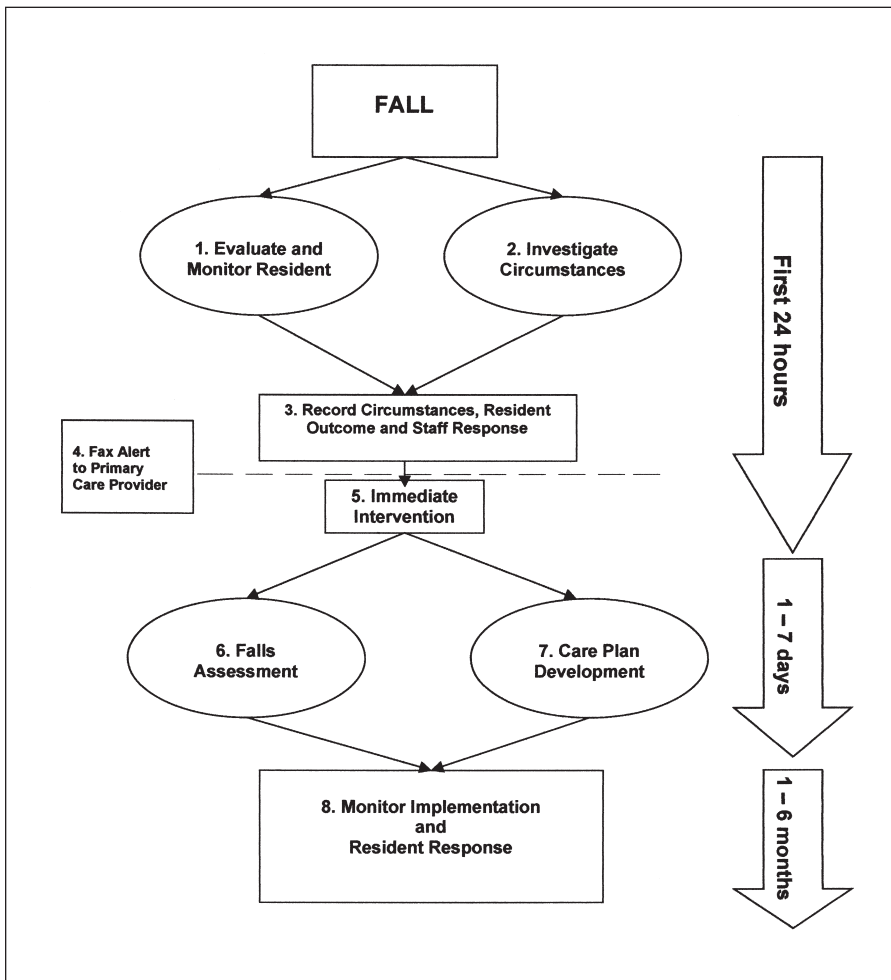 FALL
1. Evaluate and
Monitor Resident
2. Investigate
Circumstances
3. Record Circumstances, Resident
Outcome and Staff Response
4. Fax Alert
to Primary
Care Provider
5. Immediate
Intervention
6. Falls
Assessment
7. Care Plan
Development
8. Monitor Implementation
and
Resident Response
First 24 hours
1 – 7 days
1 – 6 months